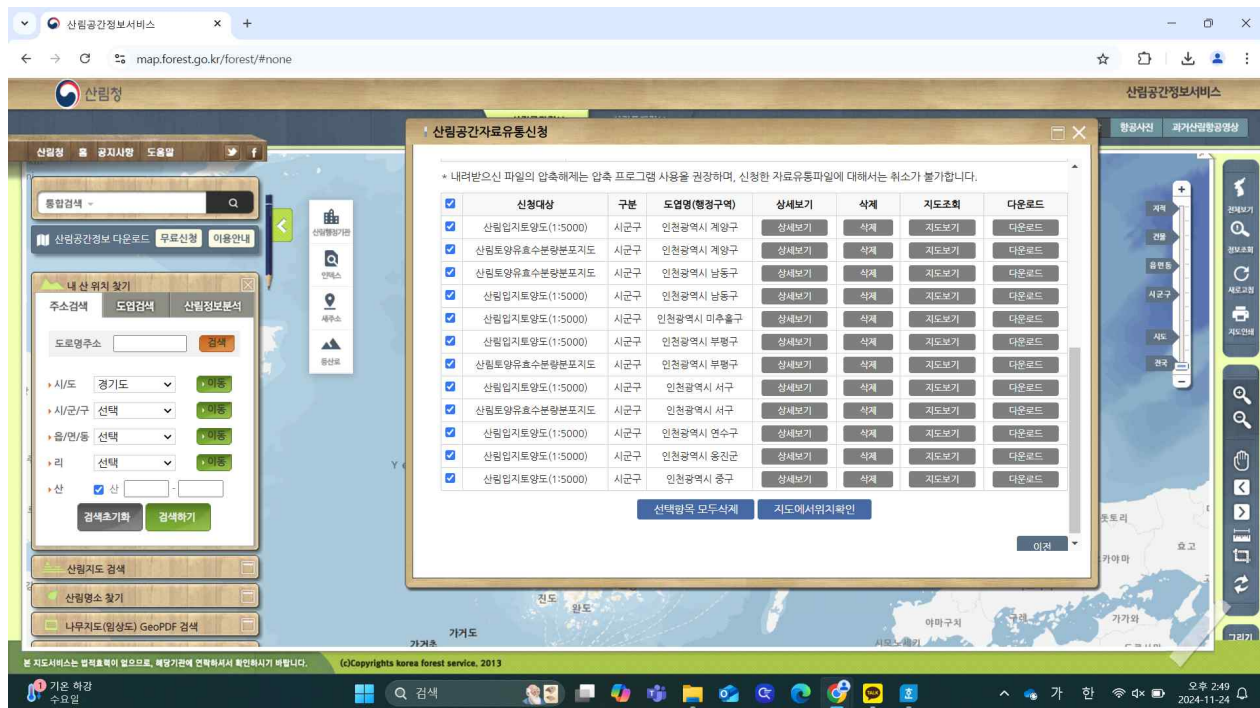 산림공간정보서비스
map.forest.go.kr/forest/#none
산림청
산림공간정보서비스
항공사진 과거산림항공영상
산림청 홈 공지사항 도움말
통합검색
산림공간정보 다운로드 무료신청 이용안내
내 산 위치 찾기
주소검색 도엽검색 산림정보분석
도로명주소 검색
시/도 경기도 이동
시/군/구 선택 이동
읍/면/동 선택 이동
리 선택 이동
산 산 -
검색초기화 검색하기
산림지도 검색
산림명소 찾기
나무지도(임상도) GeoPDF 검색
산림행정기관
인덱스
새주소
등산로
산림공간자료유통신청
* 내려받으신 파일의 압축해제는 압축 프로그램 사용을 권장하며, 신청한 자료유통파일에 대해서는 취소가 불가합니다.
신청대상 구분 도엽명(행정구역) 상세보기 삭제 지도조회 다운로드
산림입지토양도(1:5000) 시군구 인천광역시 계양구 상세보기 삭제 지도보기 다운로드
산림토양유효수분량분포지도 시군구 인천광역시 계양구 상세보기 삭제 지도보기 다운로드
산림토양유효수분량분포지도 시군구 인천광역시 남동구 상세보기 삭제 지도보기 다운로드
산림입지토양도(1:5000) 시군구 인천광역시 남동구 상세보기 삭제 지도보기 다운로드
산림입지토양도(1:5000) 시군구 인천광역시 미추홀구 상세보기 삭제 지도보기 다운로드
산림입지토양도(1:5000) 시군구 인천광역시 부평구 상세보기 삭제 지도보기 다운로드
산림토양유효수분량분포지도 시군구 인천광역시 부평구 상세보기 삭제 지도보기 다운로드
산림입지토양도(1:5000) 시군구 인천광역시 서구 상세보기 삭제 지도보기 다운로드
산림토양유효수분량분포지도 시군구 인천광역시 서구 상세보기 삭제 지도보기 다운로드
산림입지토양도(1:5000) 시군구 인천광역시 연수구 상세보기 삭제 지도보기 다운로드
산림입지토양도(1:5000) 시군구 인천광역시 옹진군 상세보기 삭제 지도보기 다운로드
산림입지토양도(1:5000) 시군구 인천광역시 중구 상세보기 삭제 지도보기 다운로드
선택항목 모두삭제 지도에서위치확인
이전
지적
건물
읍면동
시군구
시도
전국
전체보기
정보조회
새로고침
지도인쇄
그리기
돗토리
효고
진도
완도
가거도
야마구치
가가와
본 지도서비스는 법적효력이 없으므로, 해당기관에 연락하셔서 확인하시기 바랍니다. (c)Copyrights korea forest service, 2013
기온 하강
수요일
검색
가 한
오후 2:49
2024-11-24